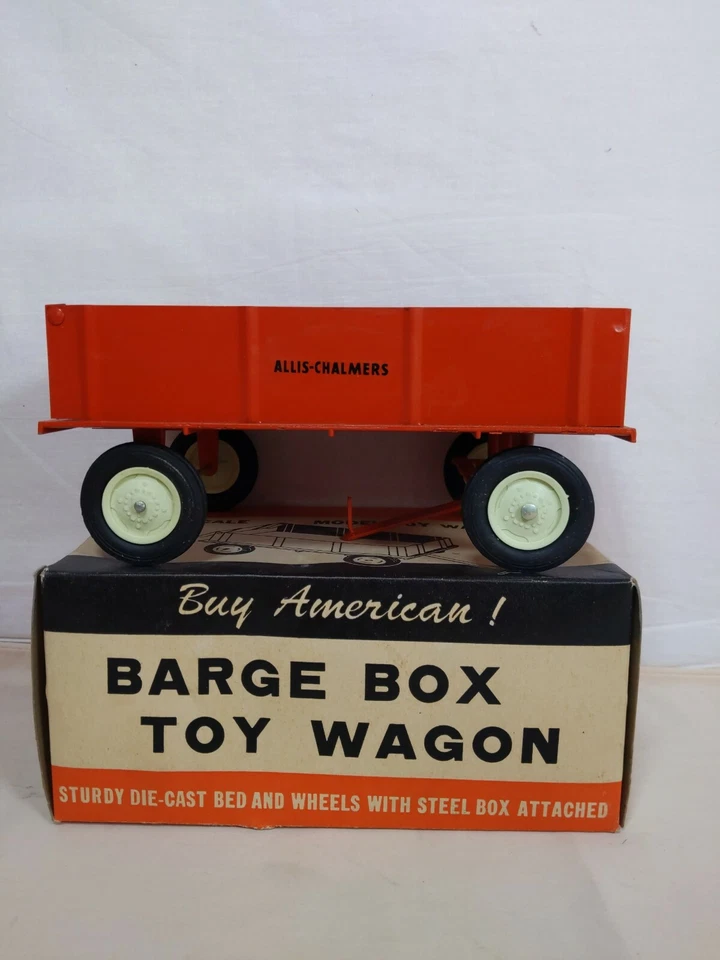 ALLIS-CHALMERS
Buy American!
BARGE BOX
TOY WAGON
STURDY DIE-CAST BED AND WHEELS WITH STEEL BOX ATTACHED